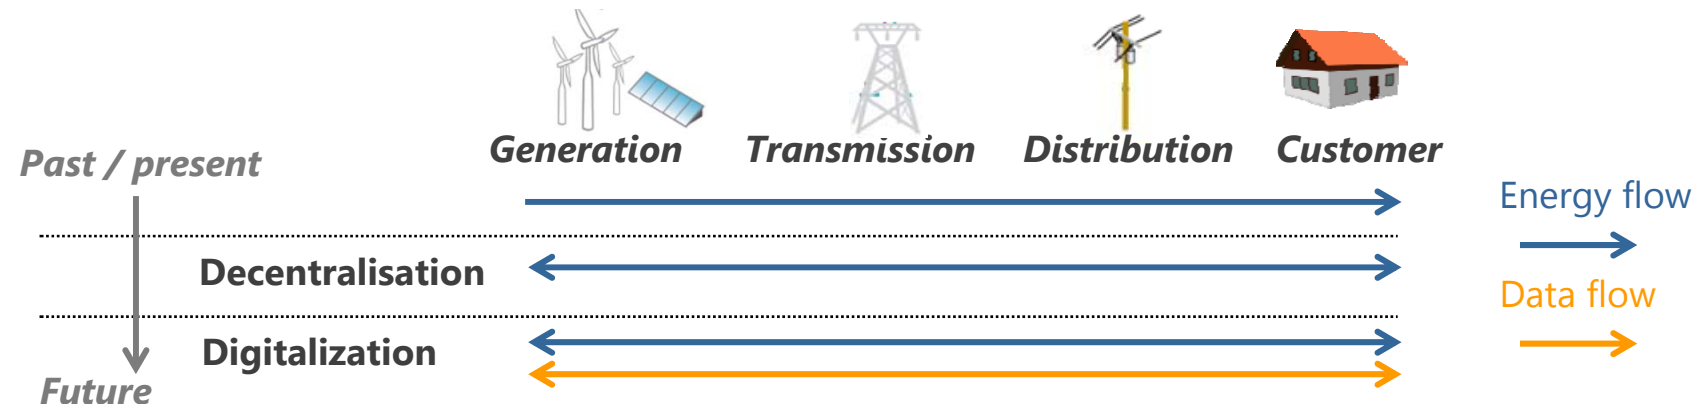 Generation Transmission Distribution Customer
Past / present
Energy flow
Decentralisation
Data flow
Digitalization
Future